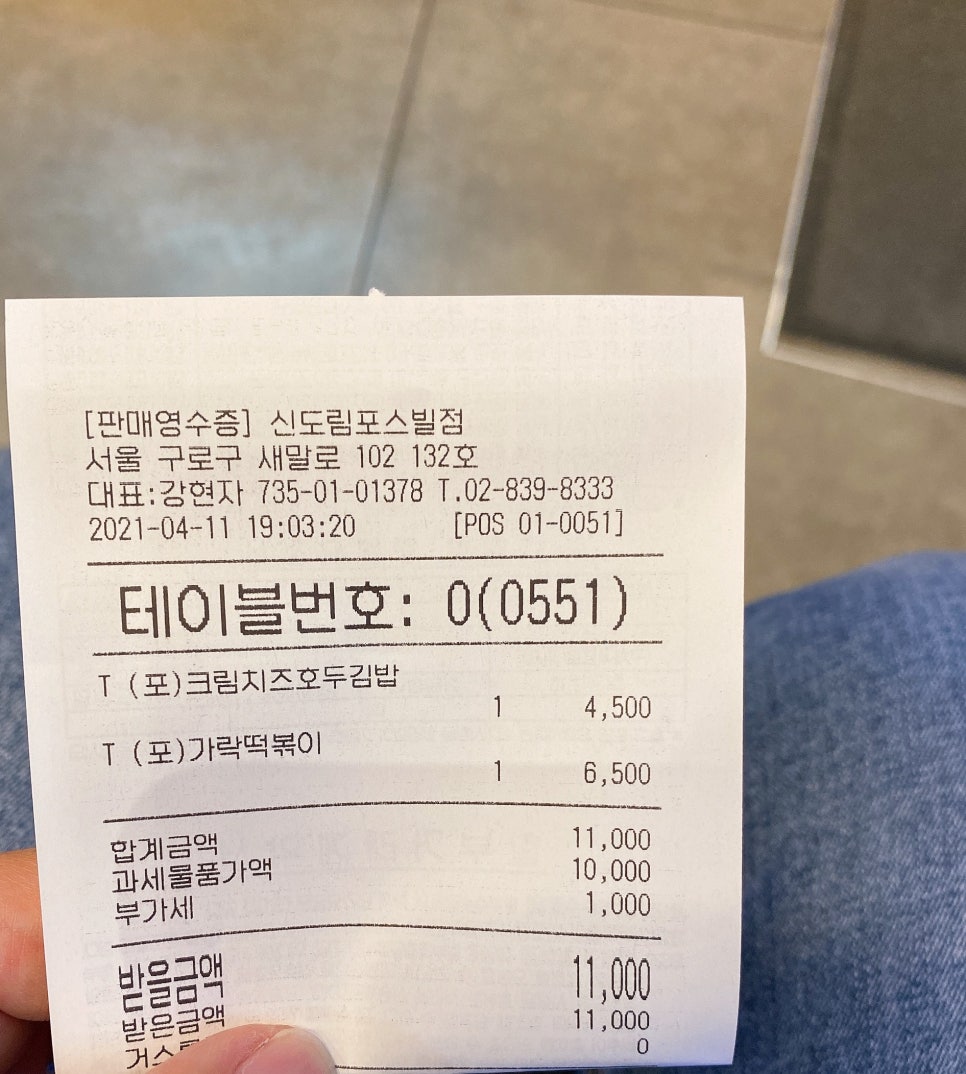 [판매영수증] 신도림포스빌점
서울 구로구 새말로 102 132호
대표:강현자 735-01-01378 T.02-839-8333
2021-04-11 19:03:20 [POS 01-0051]
테이블번호: 0(0551)
T (포)크림치즈호두김밥
1 4,500
T (포)가락떡볶이
1 6,500
합계금액 11,000
과세물품가액 10,000
부가세 1,000
받을금액 11,000
받은금액 11,000
0